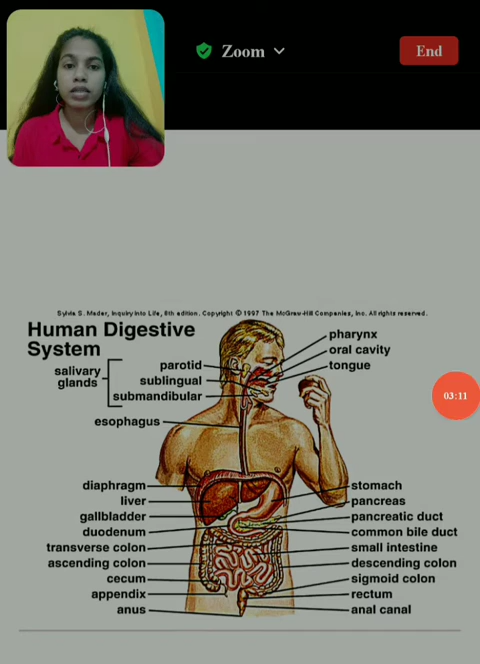 Zoom
End
Sylvia S. Mader, Inquiry Into Life, 8th edition. Copyright © 1997 The McGraw-Hill Companies, Inc. All rights reserved.
Human Digestive
System
salivary
glands
parotid
sublingual
submandibular
esophagus
pharynx
oral cavity
tongue
03:11
diaphragm
liver
gallbladder
duodenum
transverse colon
ascending colon
cecum
appendix
anus
stomach
pancreas
pancreatic duct
common bile duct
small intestine
descending colon
sigmoid colon
rectum
anal canal